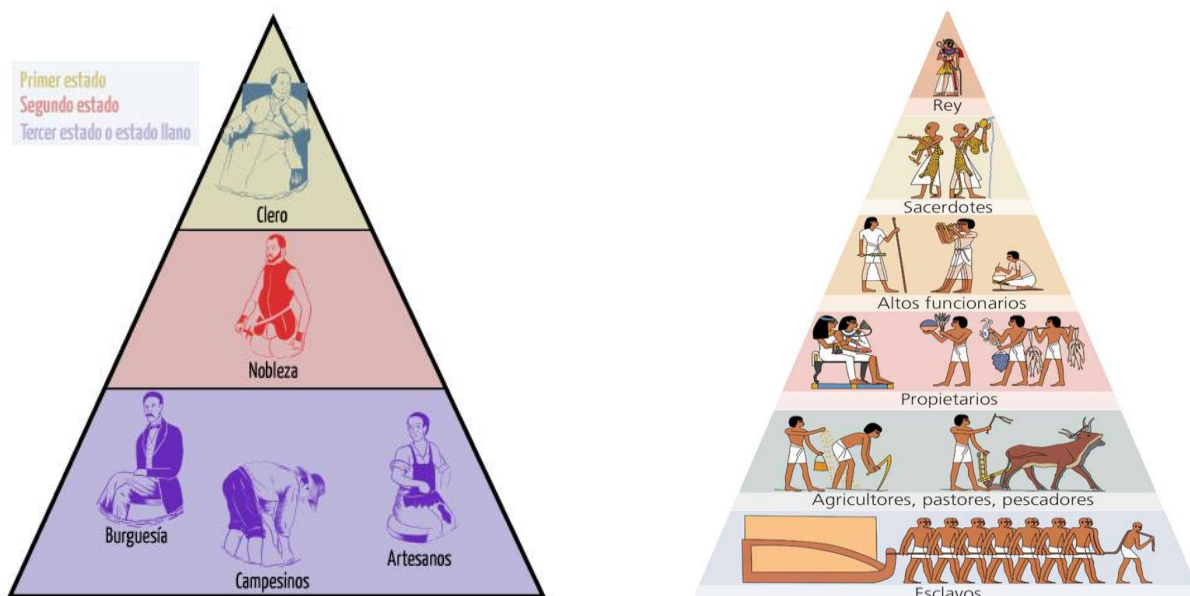 Primer estado
Segundo estado
Tercer estado o estado llano
Clero
Nobleza
Burguesía
Campesinos
Artesanos
Rey
Sacerdotes
Altos funcionarios
Propietarios
Agricultores, pastores, pescadores
Esclavos